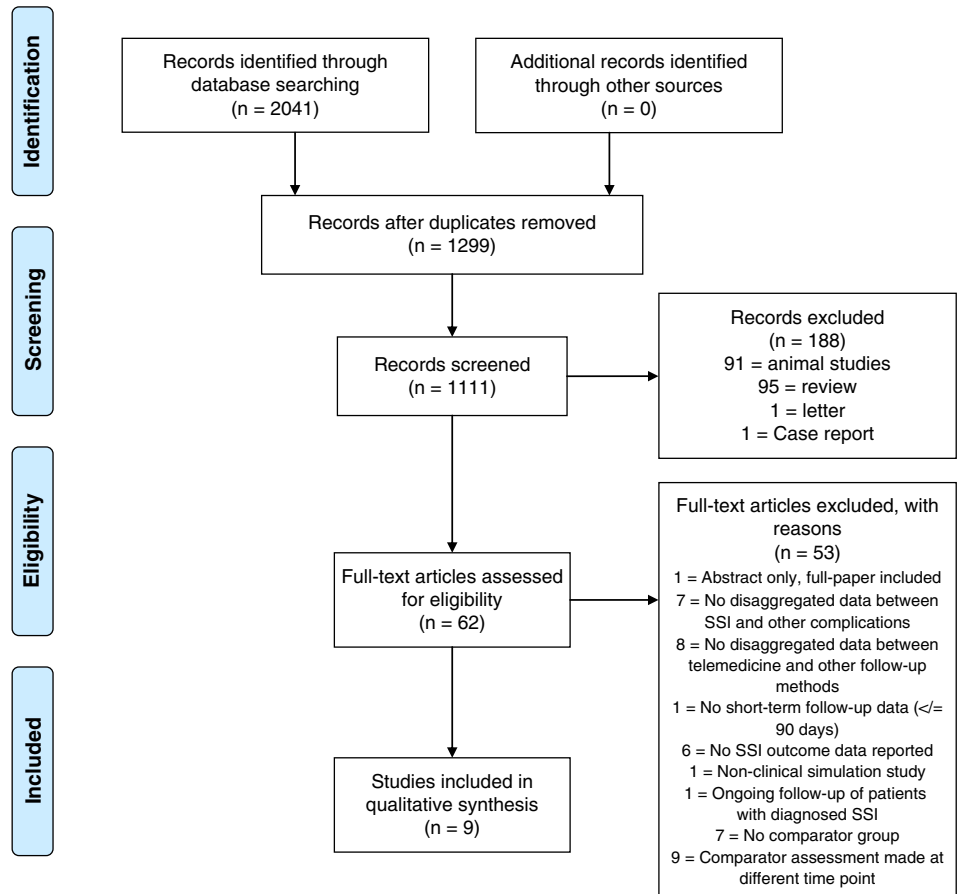 Identification
Records identified through
database searching
(n = 2041)
Additional records identified
through other sources
(n = 0)
Records after duplicates removed
(n = 1299)
Screening
Records screened
(n = 1111)
Records excluded
(n = 188)
91 = animal studies
95 = review
1 = letter
1 = Case report
Eligibility
Full-text articles assessed
for eligibility
(n = 62)
Full-text articles excluded, with
reasons
(n = 53)
1 = Abstract only, full-paper included
7 = No disaggregated data between
SSI and other complications
8 = No disaggregated data between
telemedicine and other follow-up
methods
1 = No short-term follow-up data (</=
90 days)
6 = No SSI outcome data reported
1 = Non-clinical simulation study
1 = Ongoing follow-up of patients
with diagnosed SSI
7 = No comparator group
9 = Comparator assessment made at
different time point
Included
Studies included in
qualitative synthesis
(n = 9)